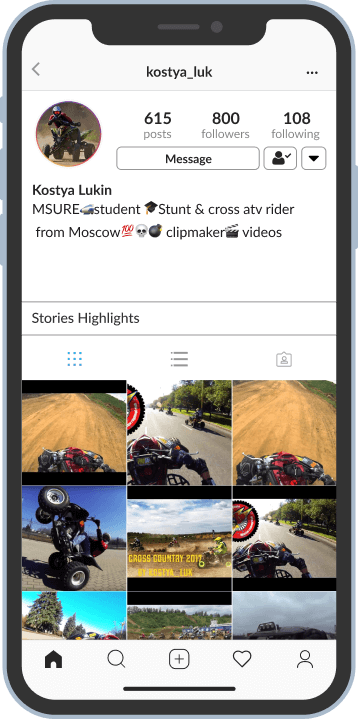 kostya_luk
615 800 108
posts followers following
Message
Kostya Lukin
MSURE🚄student 🎓Stunt & cross atv rider
from Moscow💯💀💣 clipmaker🎬 videos
Stories Highlights
CROSS COUNTRY 2017
BY KOSTYA_LUK